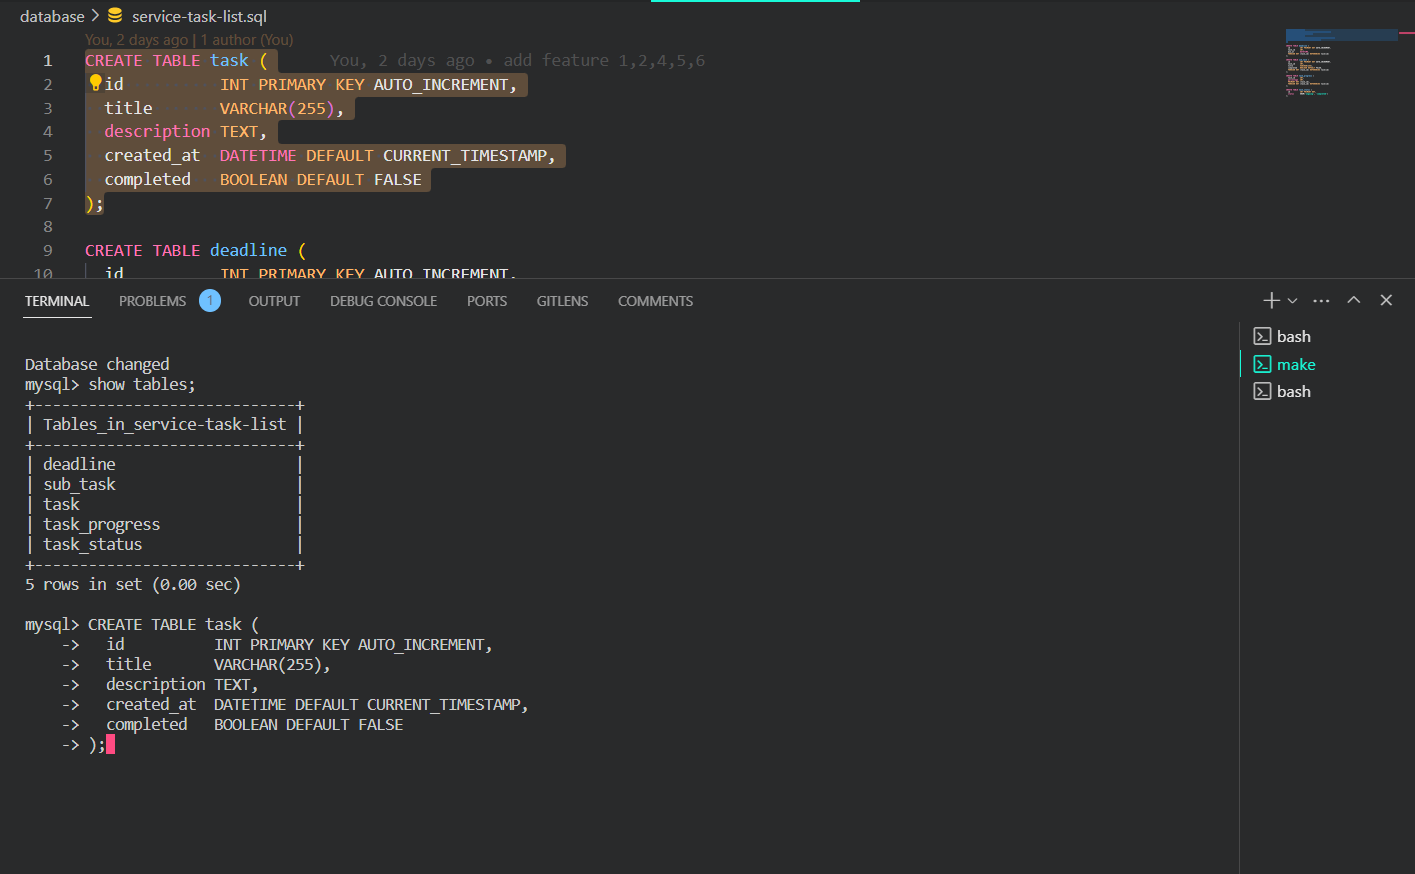 database > service-task-list.sql
You, 2 days ago | 1 author (You)
1 CREATE TABLE task ( You, 2 days ago • add feature 1,2,4,5,6
2 id INT PRIMARY KEY AUTO_INCREMENT,
3 title VARCHAR(255),
4 description TEXT,
5 created_at DATETIME DEFAULT CURRENT_TIMESTAMP,
6 completed BOOLEAN DEFAULT FALSE
7 );
8
9 CREATE TABLE deadline (
10 id INT PRIMARY KEY AUTO_INCREMENT,
TERMINAL PROBLEMS 1 OUTPUT DEBUG CONSOLE PORTS GITLENS COMMENTS
Database changed
mysql> show tables;
+-----------------------------+
| Tables_in_service-task-list |
+-----------------------------+
| deadline |
| sub_task |
| task |
| task_progress |
| task_status |
+-----------------------------+
5 rows in set (0.00 sec)
mysql> CREATE TABLE task (
-> id INT PRIMARY KEY AUTO_INCREMENT,
-> title VARCHAR(255),
-> description TEXT,
-> created_at DATETIME DEFAULT CURRENT_TIMESTAMP,
-> completed BOOLEAN DEFAULT FALSE
-> );
bash
make
bash